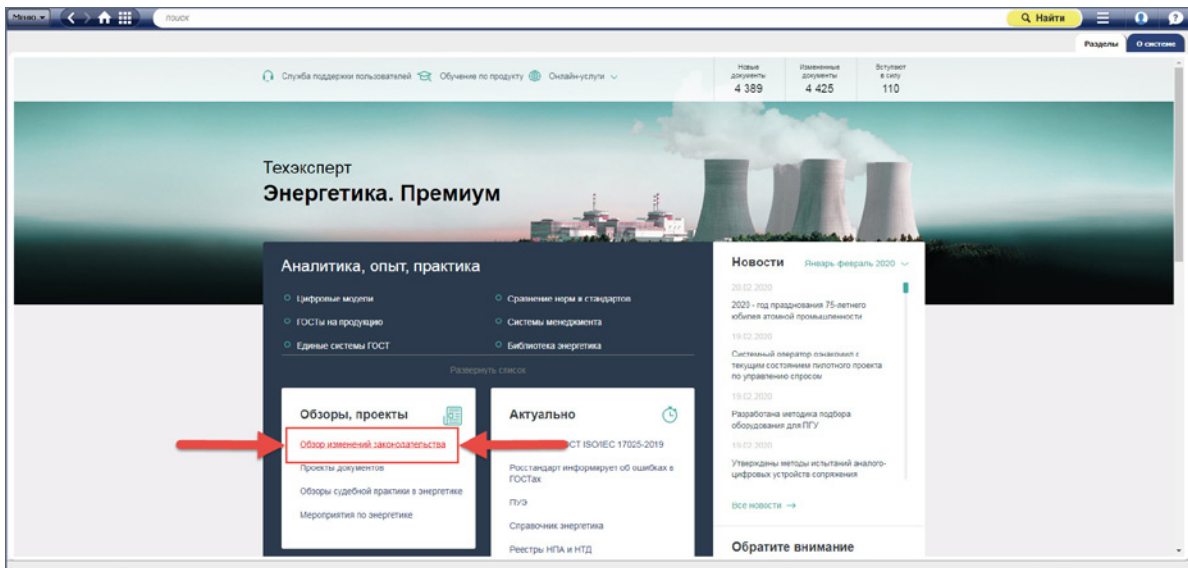 Меню
поиск
Найти
Разделы
О системе
Служба поддержки пользователей
Обучение по продукту
Онлайн-услуги
Новые документы
4 389
Измененные документы
4 425
Вступают в силу
110
Техэксперт
Энергетика. Премиум
Аналитика, опыт, практика
Цифровые модели
ГОСТы на продукцию
Единые системы ГОСТ
Сравнение норм и стандартов
Системы менеджмента
Библиотека энергетика
Развернуть список
Обзоры, проекты
Обзор изменений законодательства
Проекты документов
Обзоры судебной практики в энергетике
Мероприятия по энергетике
Актуально
ОСТ ISO/IEC 17025-2019
Росстандарт информирует об ошибках в
ГОСТах
ПУЭ
Справочник энергетика
Реестры НПА и НТД
Новости
Январь-февраль 2020
20.02.2020
2020 - год празднования 75-летнего
юбилея атомной промышленности
19.02.2020
Системный оператор ознакомил с
текущим состоянием пилотного проекта
по управлению спросом
19.02.2020
Разработана методика подбора
оборудования для ПГУ
19.02.2020
Утверждены методы испытаний аналого-
цифровых устройств сопряжения
Все новости
Обратите внимание